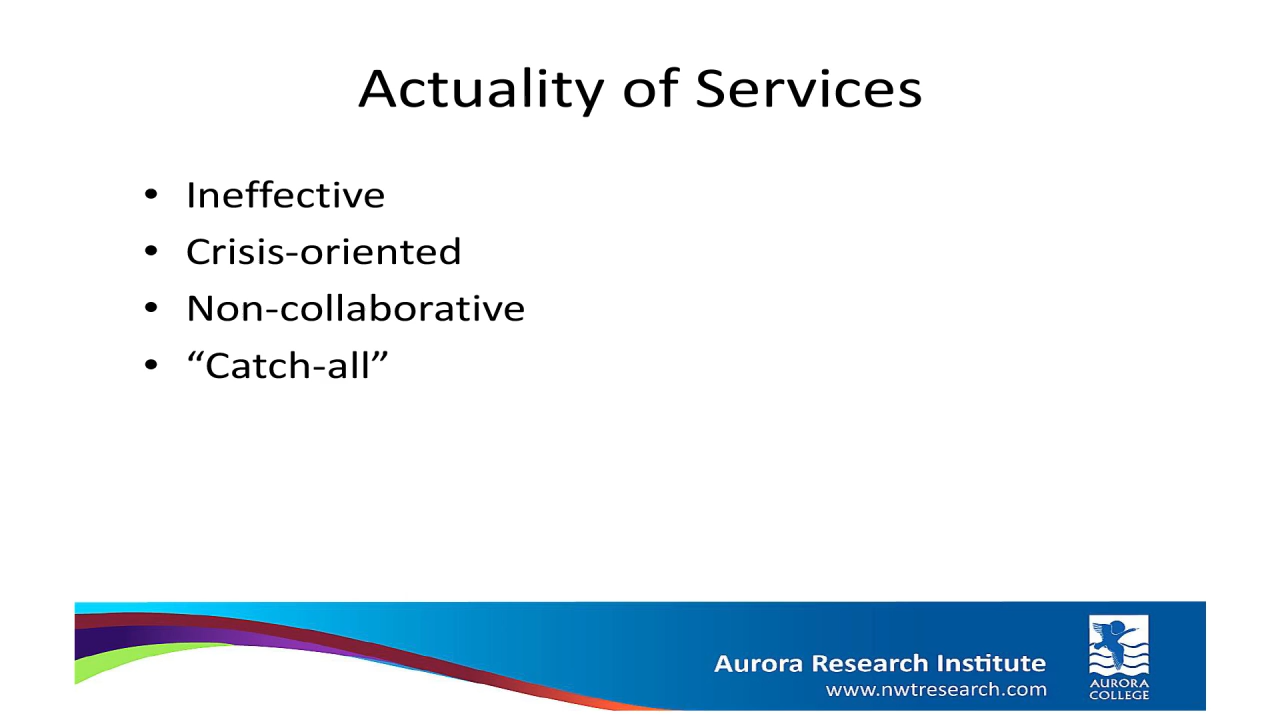 Actuality of Services
• Ineffective
• Crisis-oriented
• Non-collaborative
• “Catch-all”
Aurora Research Institute
www.nwtresearch.com
AURORA
COLLEGE